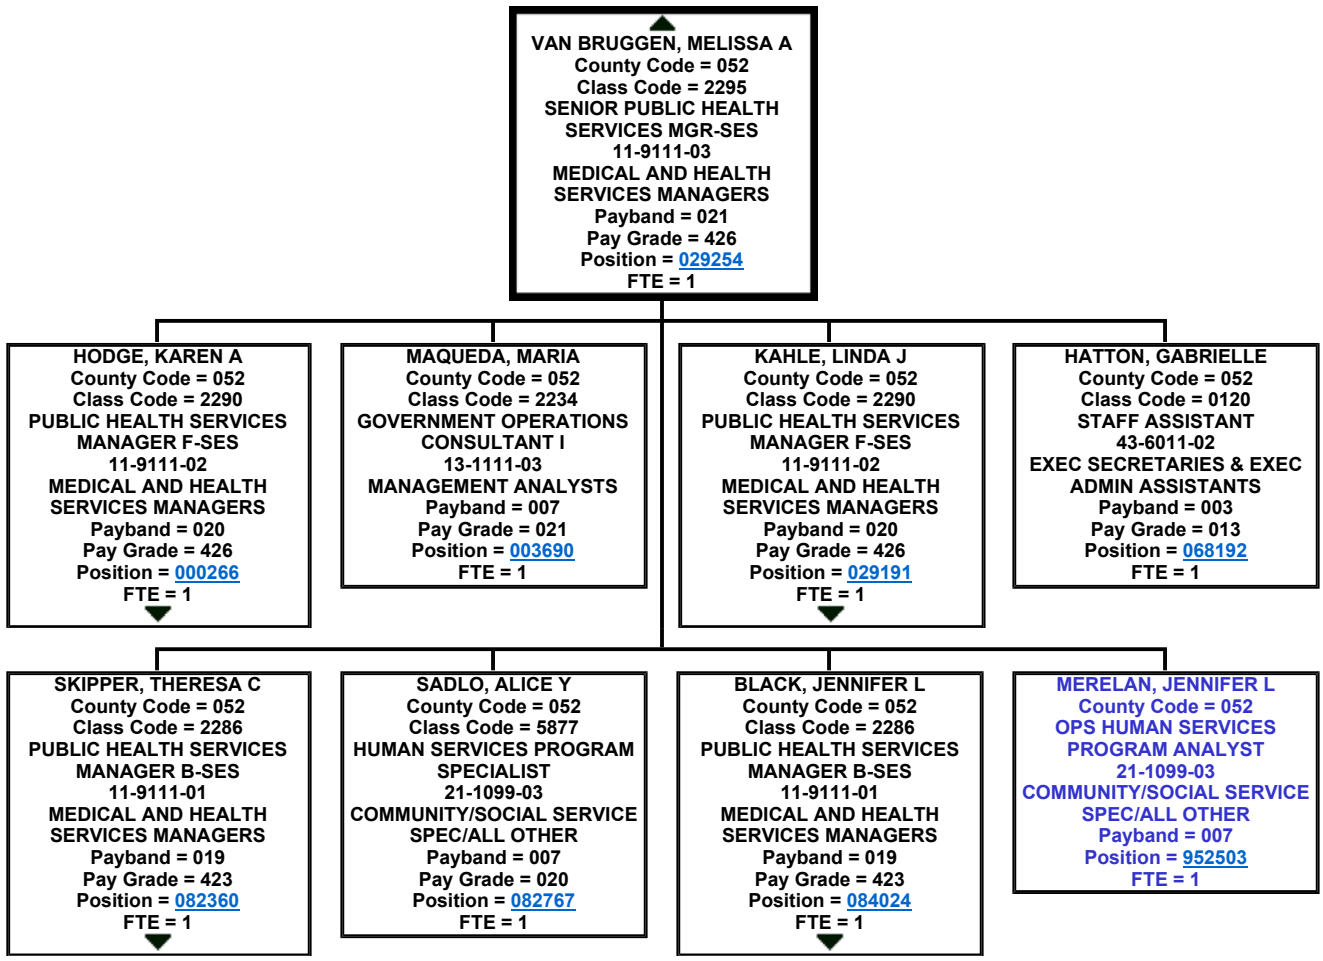 VAN BRUGGEN, MELISSA A
County Code = 052
Class Code = 2295
SENIOR PUBLIC HEALTH
SERVICES MGR-SES
11-9111-03
MEDICAL AND HEALTH
SERVICES MANAGERS
Payband = 021
Pay Grade = 426
Position = 029254
FTE = 1
HODGE, KAREN A
County Code = 052
Class Code = 2290
PUBLIC HEALTH SERVICES
MANAGER F-SES
11-9111-02
MEDICAL AND HEALTH
SERVICES MANAGERS
Payband = 020
Pay Grade = 426
Position = 000266
FTE = 1
MAQUEDA, MARIA
County Code = 052
Class Code = 2234
GOVERNMENT OPERATIONS
CONSULTANT I
13-1111-03
MANAGEMENT ANALYSTS
Payband = 007
Pay Grade = 021
Position = 003690
FTE = 1
KAHLE, LINDA J
County Code = 052
Class Code = 2290
PUBLIC HEALTH SERVICES
MANAGER F-SES
11-9111-02
MEDICAL AND HEALTH
SERVICES MANAGERS
Payband = 020
Pay Grade = 426
Position = 029191
FTE = 1
HATTON, GABRIELLE
County Code = 052
Class Code = 0120
STAFF ASSISTANT
43-6011-02
EXEC SECRETARIES & EXEC
ADMIN ASSISTANTS
Payband = 003
Pay Grade = 013
Position = 068192
FTE = 1
SKIPPER, THERESA C
County Code = 052
Class Code = 2286
PUBLIC HEALTH SERVICES
MANAGER B-SES
11-9111-01
MEDICAL AND HEALTH
SERVICES MANAGERS
Payband = 019
Pay Grade = 423
Position = 082360
FTE = 1
SADLO, ALICE Y
County Code = 052
Class Code = 5877
HUMAN SERVICES PROGRAM
SPECIALIST
21-1099-03
COMMUNITY/SOCIAL SERVICE
SPEC/ALL OTHER
Payband = 007
Pay Grade = 020
Position = 082767
FTE = 1
BLACK, JENNIFER L
County Code = 052
Class Code = 2286
PUBLIC HEALTH SERVICES
MANAGER B-SES
11-9111-01
MEDICAL AND HEALTH
SERVICES MANAGERS
Payband = 019
Pay Grade = 423
Position = 084024
FTE = 1
MERELAN, JENNIFER L
County Code = 052
OPS HUMAN SERVICES
PROGRAM ANALYST
21-1099-03
COMMUNITY/SOCIAL SERVICE
SPEC/ALL OTHER
Payband = 007
Position = 952503
FTE = 1